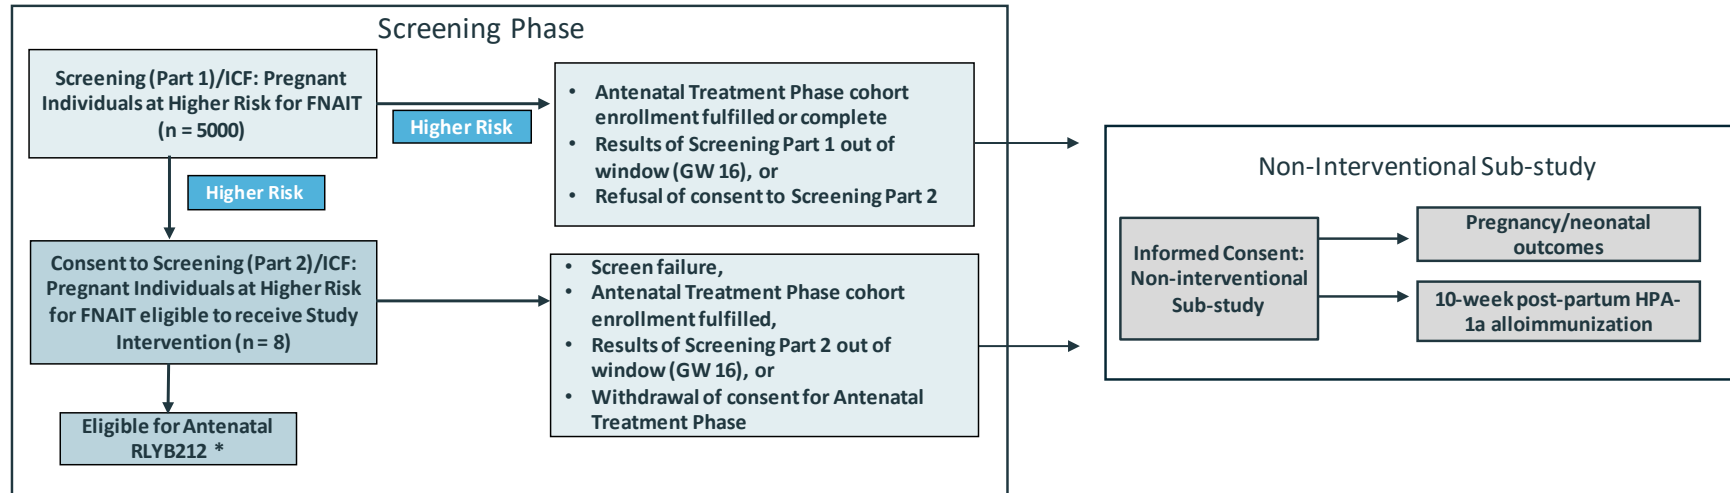 Screening Phase
Screening (Part 1)/ICF: Pregnant
Individuals at Higher Risk for FNAIT
(n = 5000)
Higher Risk
• Antenatal Treatment Phase cohort
enrollment fulfilled or complete
• Results of Screening Part 1 out of
window (GW 16), or
• Refusal of consent to Screening Part 2
Higher Risk
Consent to Screening (Part 2)/ICF:
Pregnant Individuals at Higher Risk
for FNAIT eligible to receive Study
Intervention (n = 8)
• Screen failure,
• Antenatal Treatment Phase cohort
enrollment fulfilled,
• Results of Screening Part 2 out of
window (GW 16), or
• Withdrawal of consent for Antenatal
Treatment Phase
Eligible for Antenatal
RLYB212 *
Non-Interventional Sub-study
Informed Consent:
Non-interventional
Sub-study
Pregnancy/neonatal
outcomes
10-week post-partum HPA-
1a alloimmunization